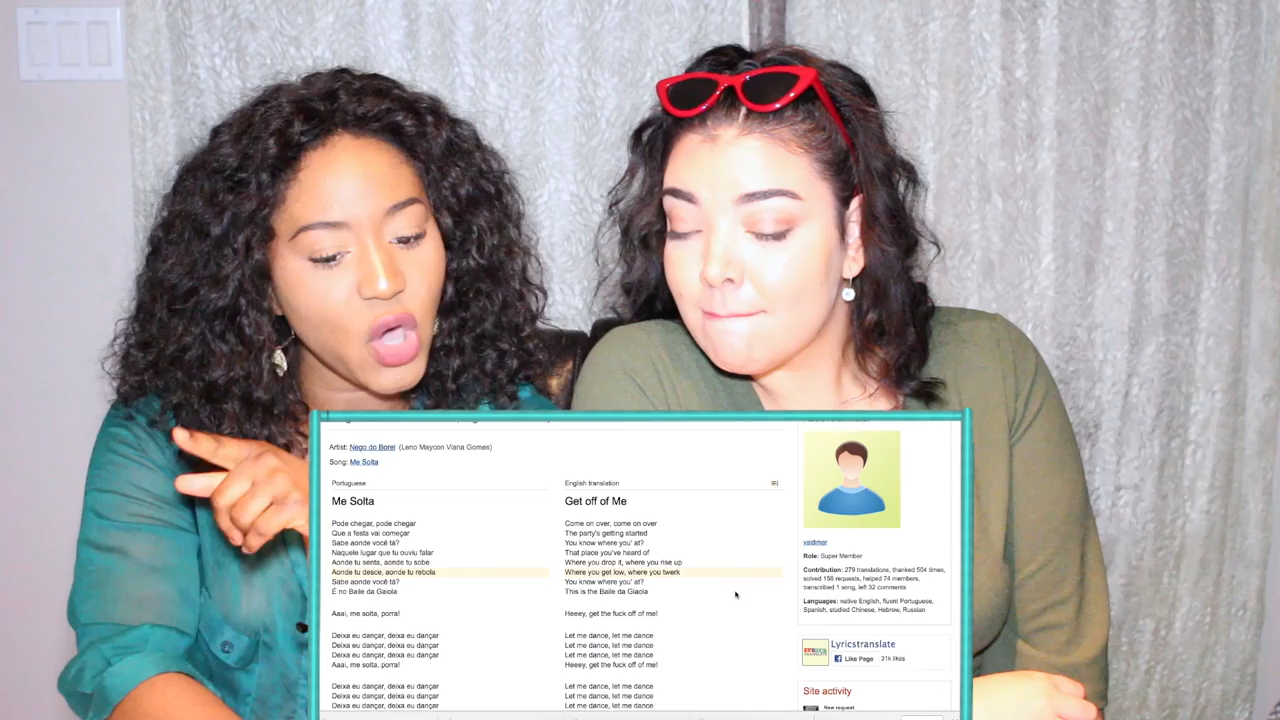 Artist: Nego do Borel (Leno Maycon Viana Gomes)
Song: Me Solta
Portuguese
Me Solta
Pode chegar, pode chegar
Que a festa vai começar
Sabe aonde você tá?
Naquele lugar que tu ouviu falar
Aonde tu senta, aonde tu sobe
Aonde tu desce, aonde tu rebola
Sabe aonde você tá?
É no Baile da Gaiola
Aaai, me solta, porra!
Deixa eu dançar, deixa eu dançar
Deixa eu dançar, deixa eu dançar
Deixa eu dançar, deixa eu dançar
Aaai, me solta, porra!
Deixa eu dançar, deixa eu dançar
Deixa eu dançar, deixa eu dançar
Deixa eu dançar, deixa eu dançar
English translation
Get off of Me
Come on over, come on over
The party's getting started
You know where you' at?
That place you've heard of
Where you drop it, where you rise up
Where you get low, where you twerk
You know where you' at?
This is the Baile da Giaola
Heeey, get the fuck off of me!
Let me dance, let me dance
Let me dance, let me dance
Let me dance, let me dance
Heeey, get the fuck off of me!
Let me dance, let me dance
Let me dance, let me dance
Let me dance, let me dance
valdimar
Role: Super Member
Contribution: 279 translations, thanked 504 times,
solved 158 requests, helped 74 members,
transcribed 1 song, left 32 comments
Languages: native English, fluent Portuguese,
Spanish, studied Chinese, Hebrew, Russian
LYRICS
TRANSLATE
Lyricstranslate
Like Page 31k likes
Site activity
New request